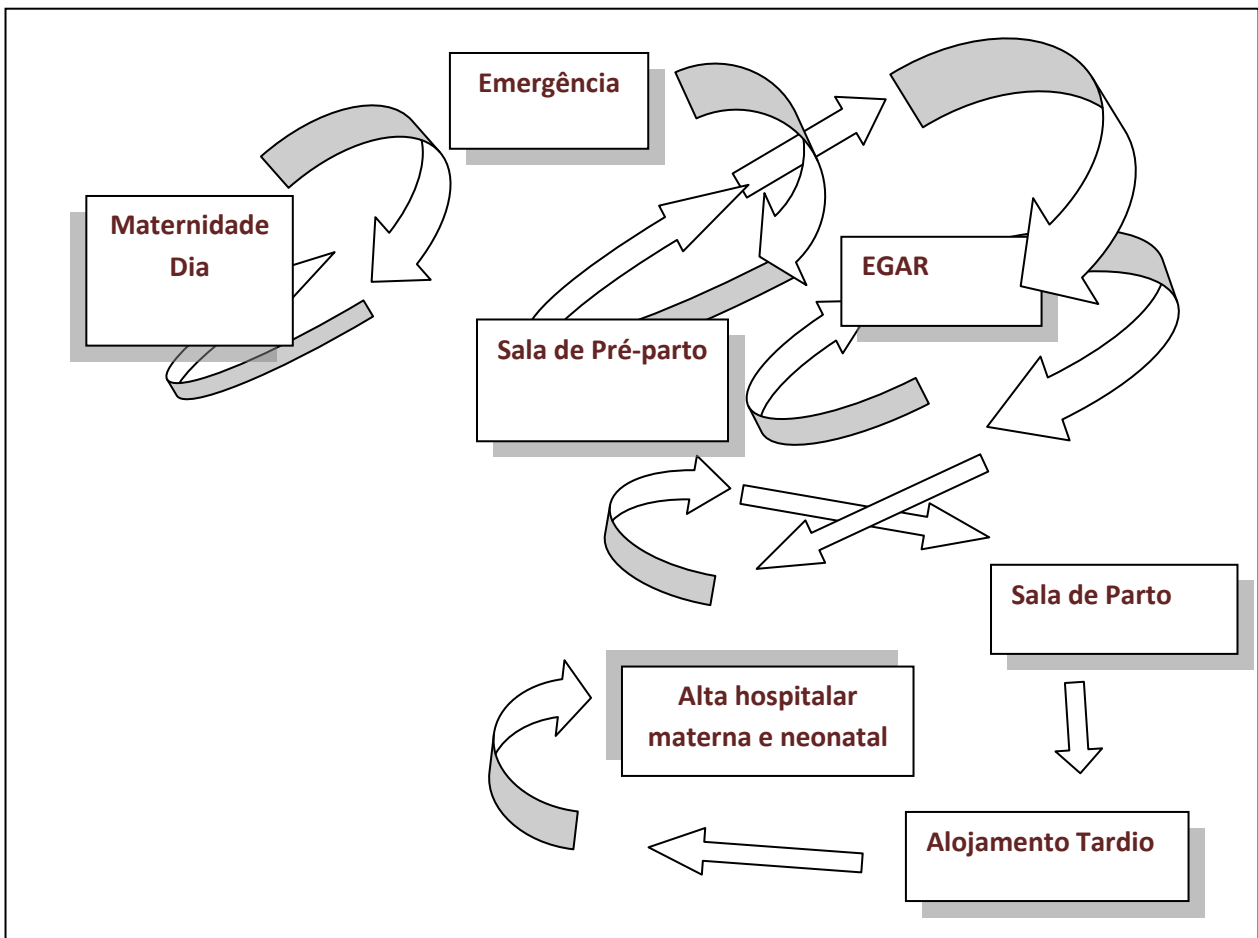 Emergência
Maternidade
Dia
EGAR
Sala de Pré-parto
Sala de Parto
Alta hospitalar
materna e neonatal
Alojamento Tardio